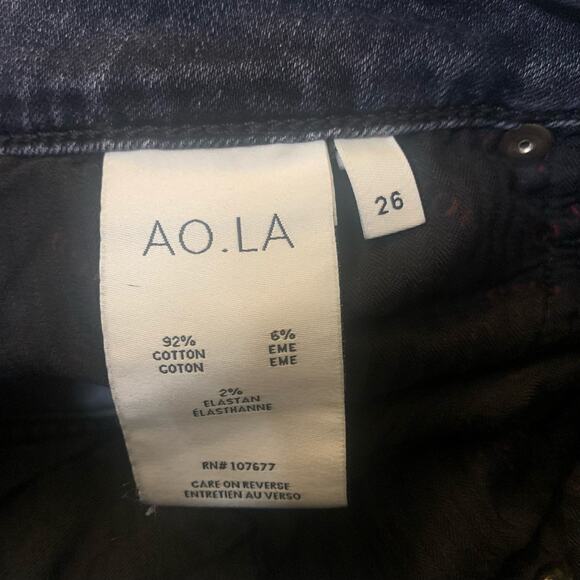 AO.LA
26
92%
COTTON
COTON
6%
EME
EME
2%
ELASTAN
ÉLASTHANNE
RN# 107677
CARE ON REVERSE
ENTRETIEN AU VERSO